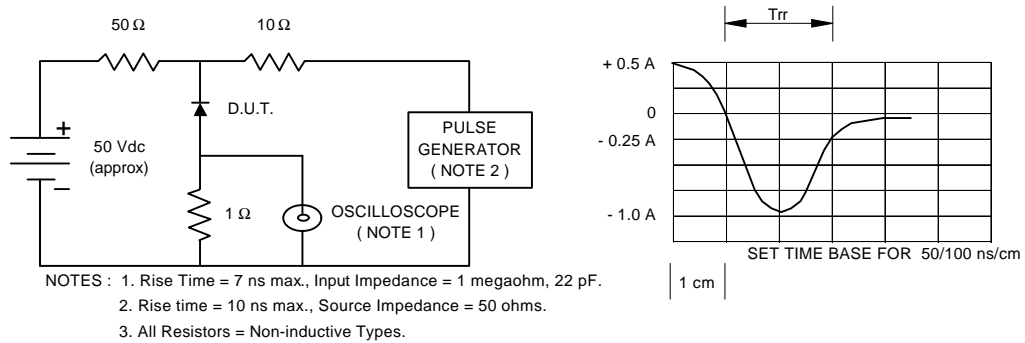 50 Ω
10 Ω
D.U.T.
+
50 Vdc
(approx)
−
1 Ω
OSCILLOSCOPE
( NOTE 1 )
PULSE
GENERATOR
( NOTE 2 )
NOTES : 1. Rise Time = 7 ns max., Input Impedance = 1 megaohm, 22 pF.
2. Rise time = 10 ns max., Source Impedance = 50 ohms.
3. All Resistors = Non-inductive Types.
Trr
+ 0.5 A
0
- 0.25 A
- 1.0 A
SET TIME BASE FOR 50/100 ns/cm
1 cm